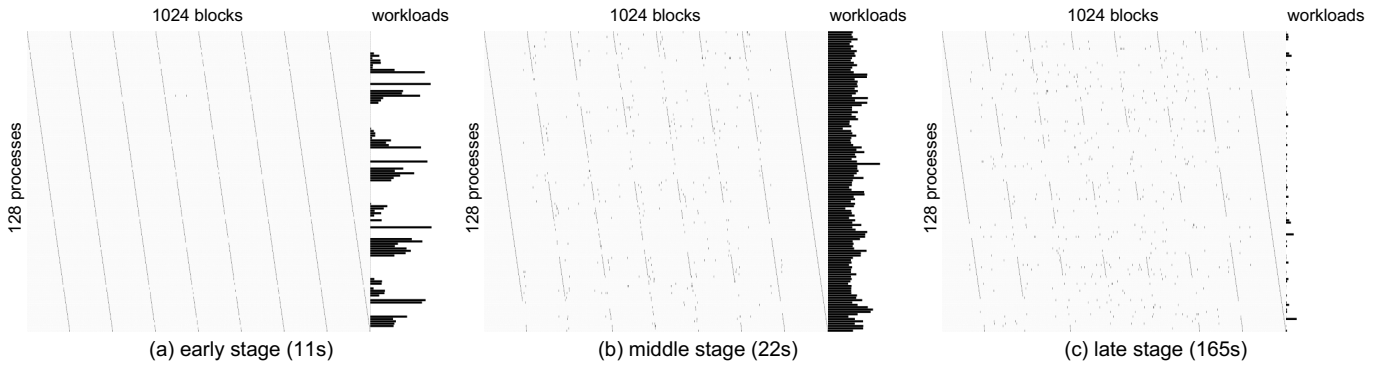 1024 blocks workloads
128 processes
(a) early stage (11s)
1024 blocks workloads
128 processes
(b) middle stage (22s)
1024 blocks workloads
128 processes
(c) late stage (165s)